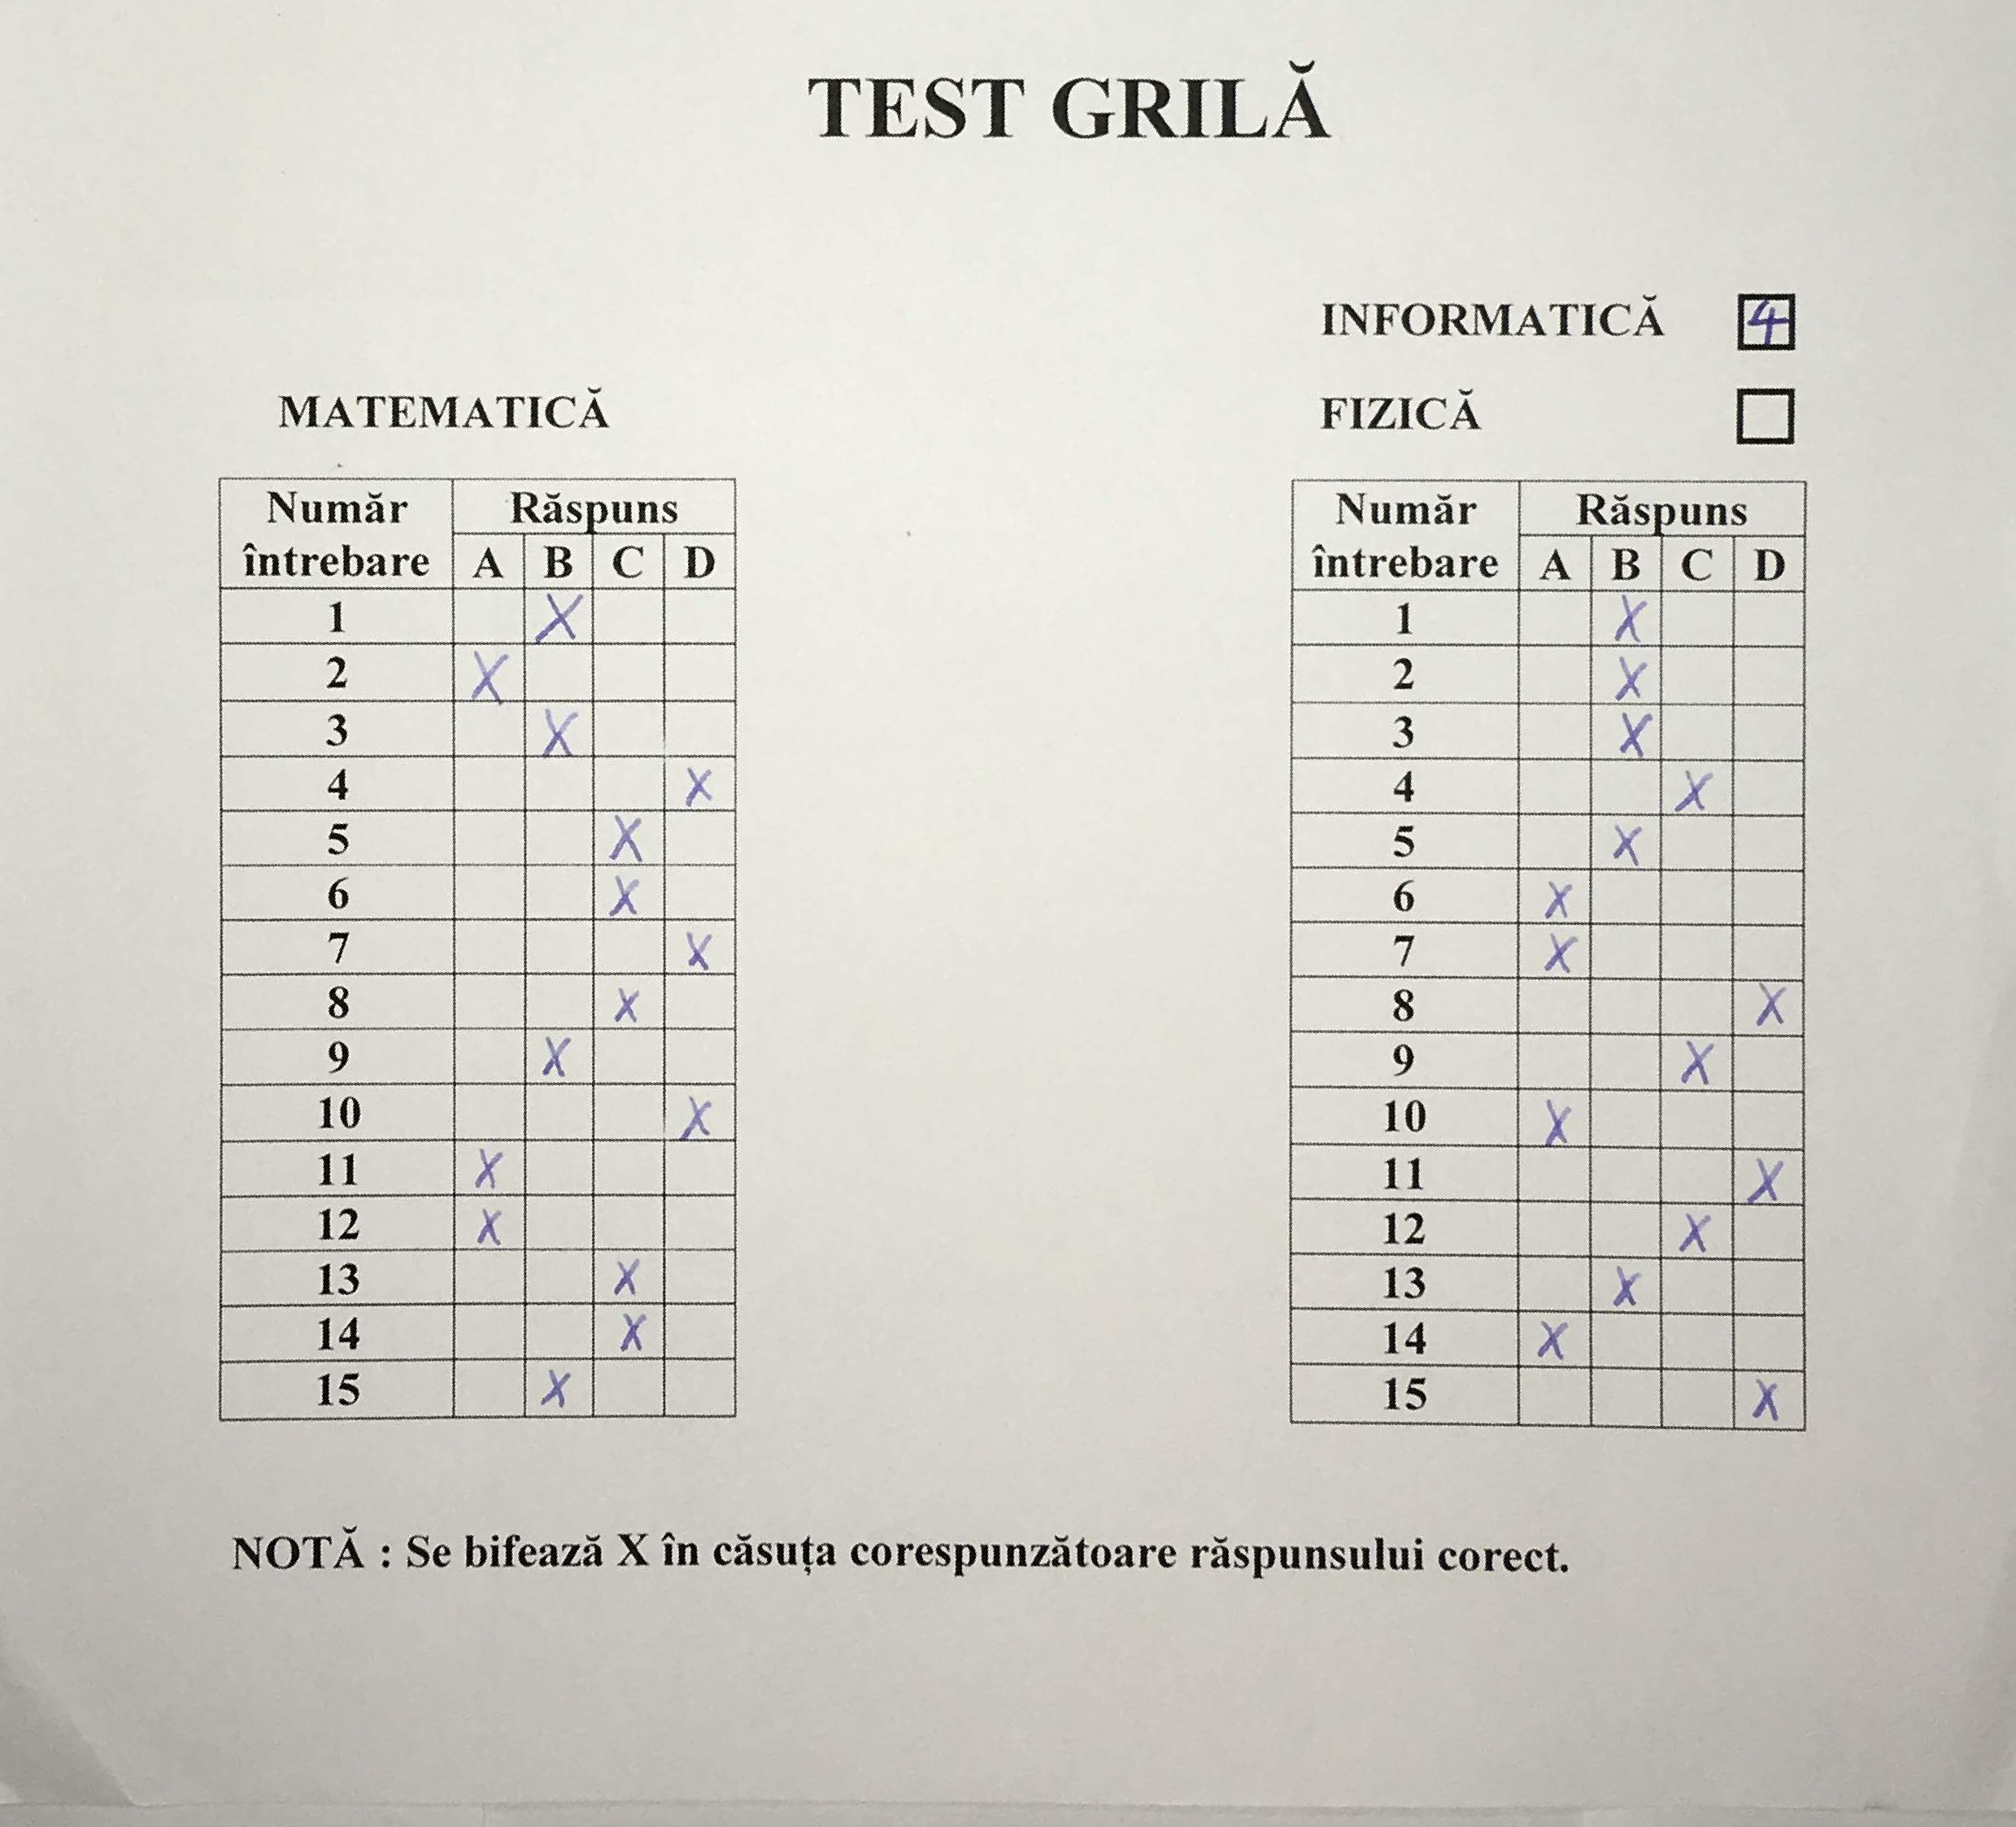 TEST GRILĂ
INFORMATICĂ 4
MATEMATICĂ
FIZICĂ
Număr Răspuns
întrebare A B C D
1 X
2 X
3 X
4 X
5 X
6 X
7 X
8 X
9 X
10 X
11 X
12 X
13 X
14 X
15 X
Număr Răspuns
întrebare A B C D
1 X
2 X
3 X
4 X
5 X
6 X
7 X
8 X
9 X
10 X
11 X
12 X
13 X
14 X
15 X
NOTĂ : Se bifează X în căsuța corespunzătoare răspunsului corect.